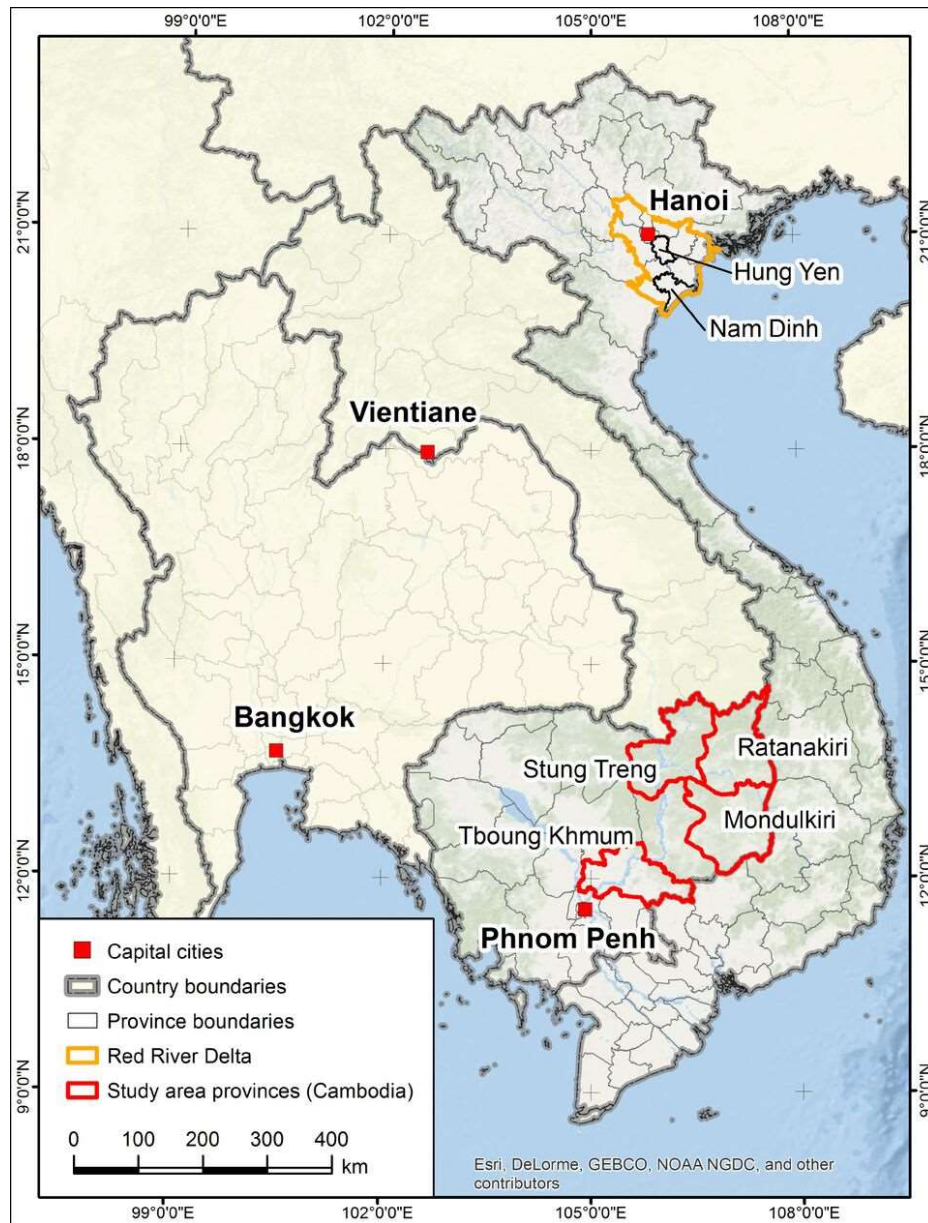 99°0'0"E
102°0'0"E
105°0'0"E
108°0'0"E
21°0'0"N
21°0'0"N
Hanoi
Hung Yen
Nam Dinh
Vientiane
18°0'0"N
18°0'0"N
15°0'0"N
15°0'0"N
Bangkok
Ratanakiri
Stung Treng
Mondulkiri
Tboung Khmum
12°0'0"N
12°0'0"N
Phnom Penh
Capital cities
Country boundaries
Province boundaries
Red River Delta
Study area provinces (Cambodia)
9°0'0"N
9°0'0"N
0 100 200 300 400
km
Esri, DeLorme, GEBCO, NOAA NGDC, and other
contributors
99°0'0"E
102°0'0"E
105°0'0"E
108°0'0"E